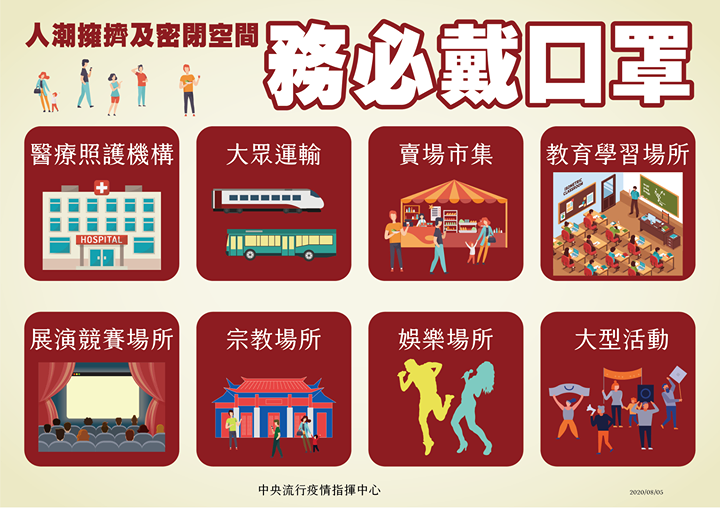 人潮擁擠及密閉空間
務必戴口罩
醫療照護機構
大眾運輸
賣場市集
教育學習場所
HOSPITAL
ISOMETRIC
CLASSROOM
展演競賽場所
宗教場所
娛樂場所
大型活動
中央流行疫情指揮中心
2020/08/05